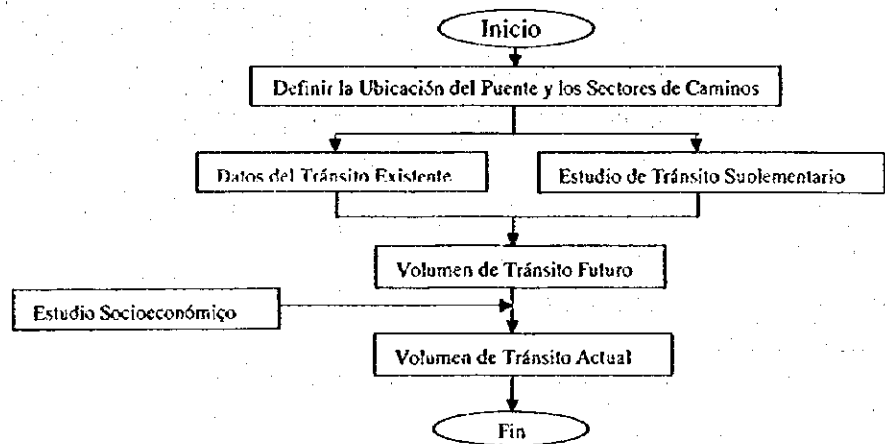 Inicio
Definir la Ubicación del Puente y los Sectores de Caminos
Datos del Tránsito Existente
Estudio de Tránsito Suplementario
Volumen de Tránsito Futuro
Estudio Socioeconómico
Volumen de Tránsito Actual
Fin